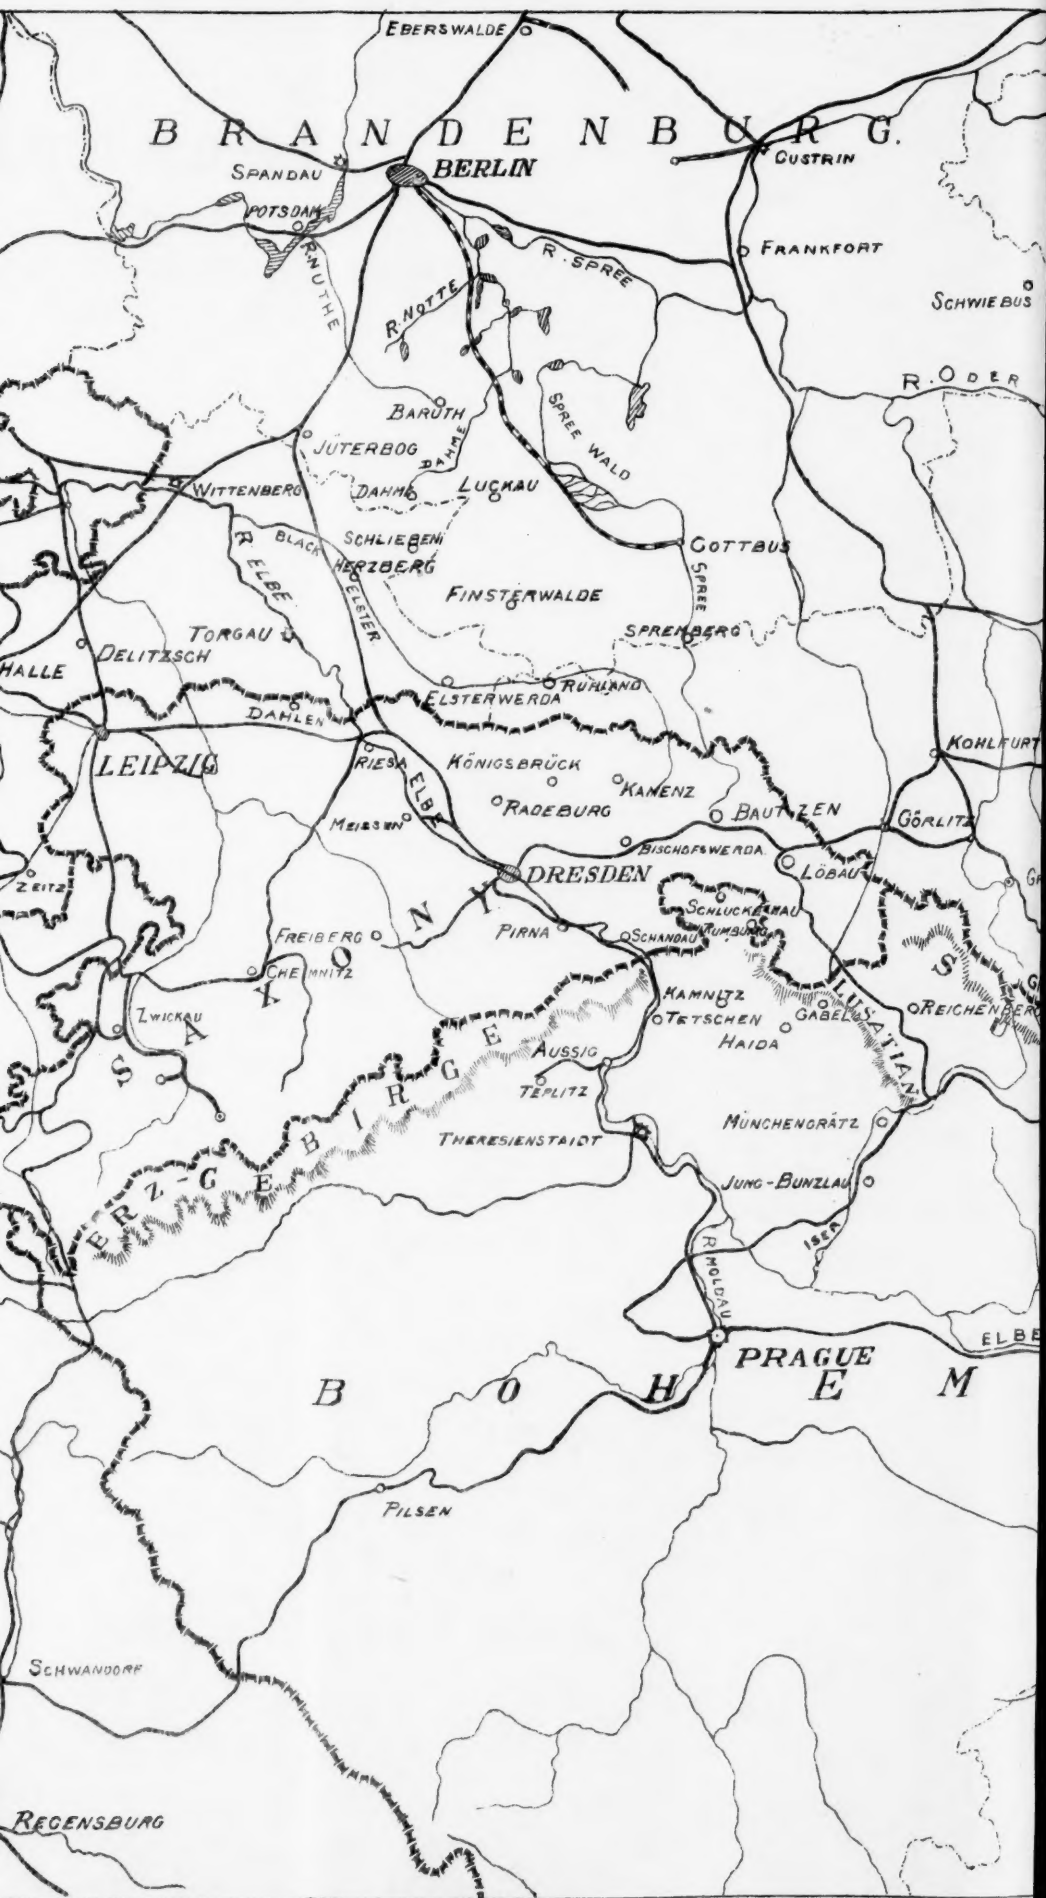 EBERSWALDE
BRANDENBURG.
CUSTRIN
SPANDAU
BERLIN
POTSDAM
R. NUTHE
R. SPREE
FRANKFORT
SCHWIEBUS
R. NOTTE
R. ODER
BARUTH
DAHME
SPREE WALD
JÜTERBOG
WITTENBERG
DAHME
LUCKAU
R ELBE
BLACK ELSTER
SCHLIEBEN
HERZBERG
COTTBUS
SPREE
FINSTERWALDE
TORGAU
SPREMBERG
DELITZSCH
HALLE
ELSTERWERDA
RUHLAND
DAHLEN
LEIPZIG
RIESA
ELBE
KÖNIGSBRÜCK
KAMENZ
KOHLFURT
RADEBURG
MEISSEN
BAUTZEN
GÖRLITZ
BISCHOFSWERDA
LÖBAU
ZEITZ
DRESDEN
SCHLUCKENAU
RUMBURG
FREIBERG
PIRNA
SCHANDAU
SAXONY
CHEMNITZ
S
G
ZWICKAU
KAMNITZ
TETSCHEN
GABEL
LUSATIAN
REICHENBERG
HAIDA
AUSSIG
TEPLITZ
THERESIENSTAIDT
MÜNCHENGRÄTZ
ERZ-GEBIRGE
JUNG-BUNZLAU
ISER
R MOLDAU
PRAGUE
ELBE
BOHEM
PILSEN
SCHWANDORF
REGENSBURG